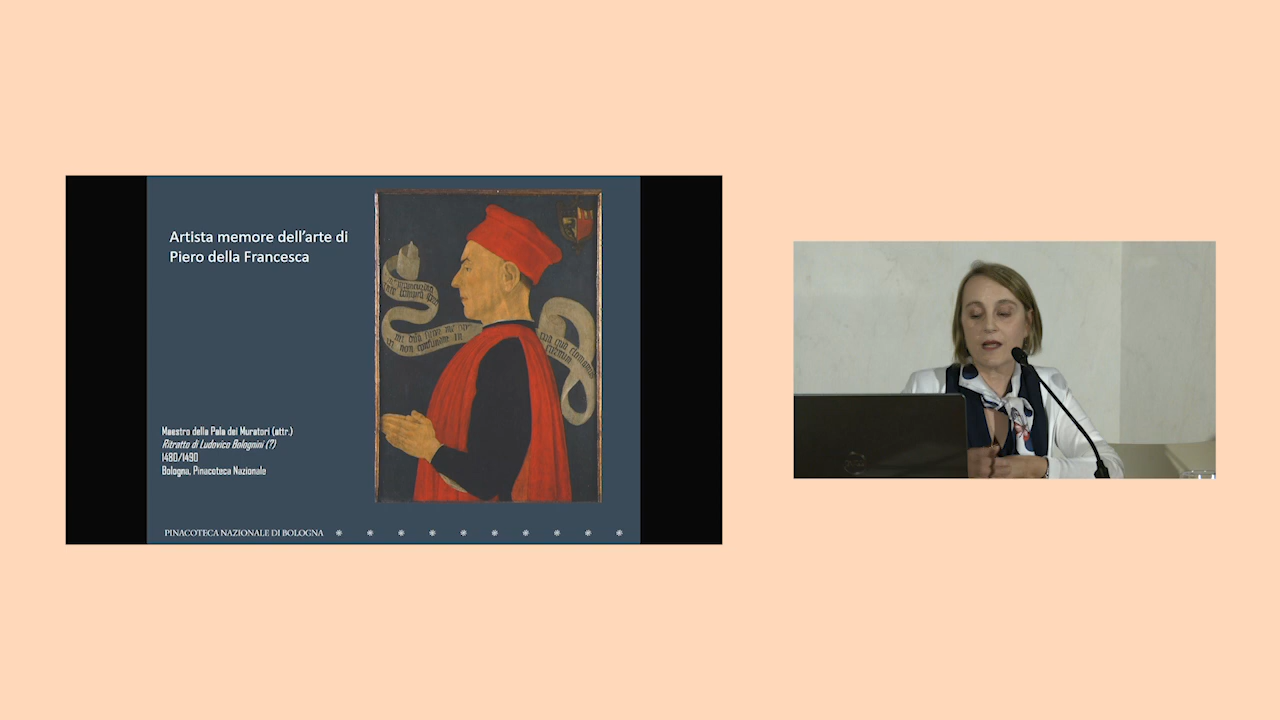 Artista memore dell'arte di
Piero della Francesca
Maestro della Pala dei Muratori (attr.)
Ritratto di Ludovico Bolognini (?)
1480/1490
Bologna, Pinacoteca Nazionale
PINACOTECA NAZIONALE DI BOLOGNA